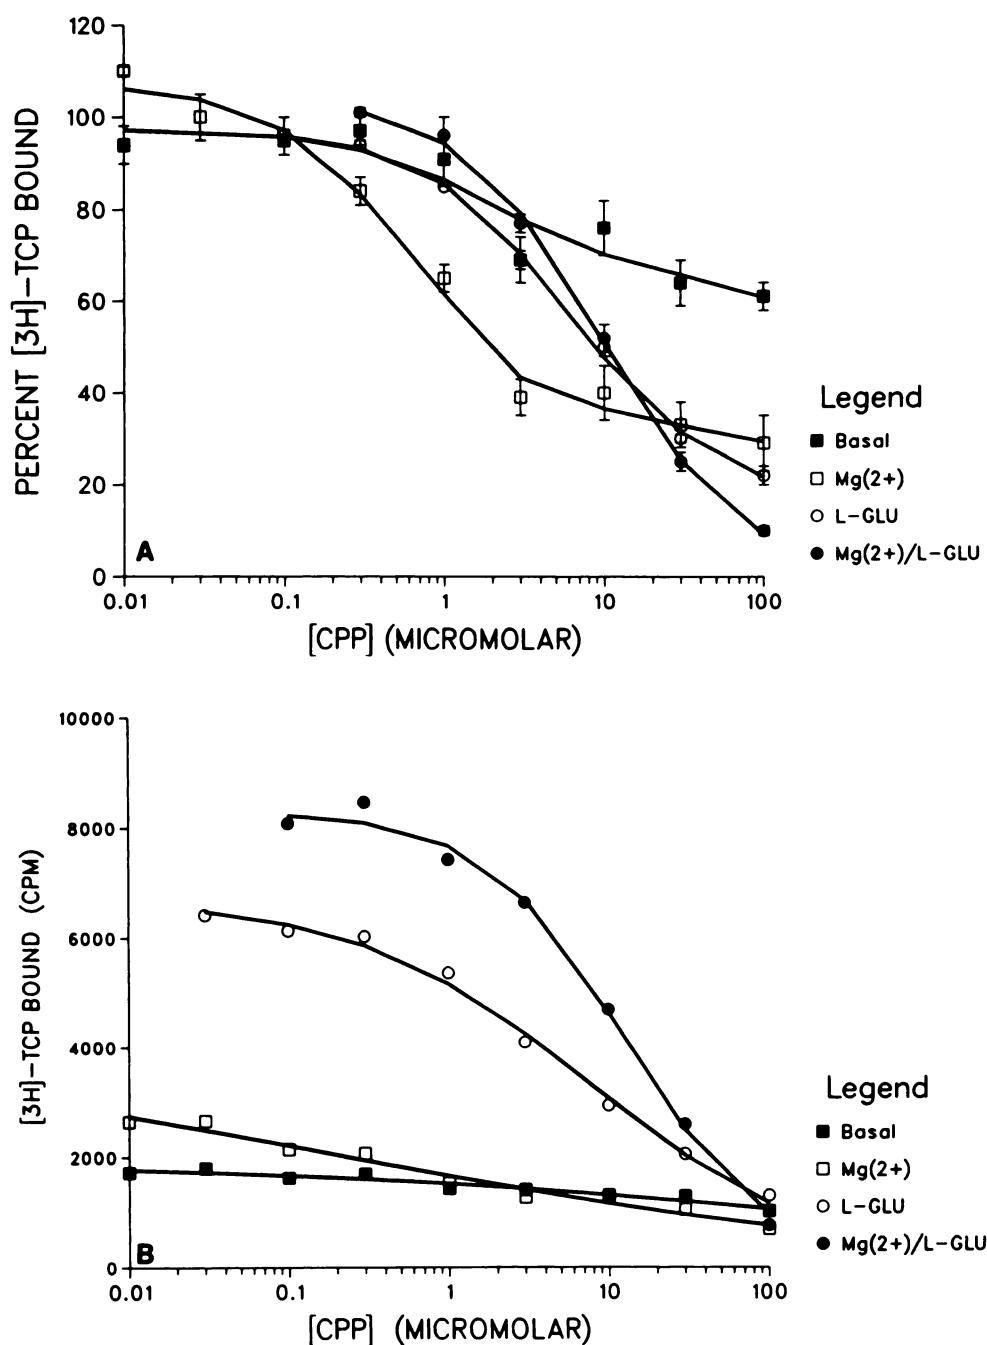 120
100
80
60
40
20
0
PERCENT [3H]-TCP BOUND
A
0.01
0.1
1
10
100
[CPP] (MICROMOLAR)
Legend
Basal
Mg(2+)
L-GLU
Mg(2+)/L-GLU
10000
8000
6000
4000
2000
0
[3H]-TCP BOUND (CPM)
B
0.01
0.1
1
10
100
[CPP] (MICROMOLAR)
Legend
Basal
Mg(2+)
L-GLU
Mg(2+)/L-GLU